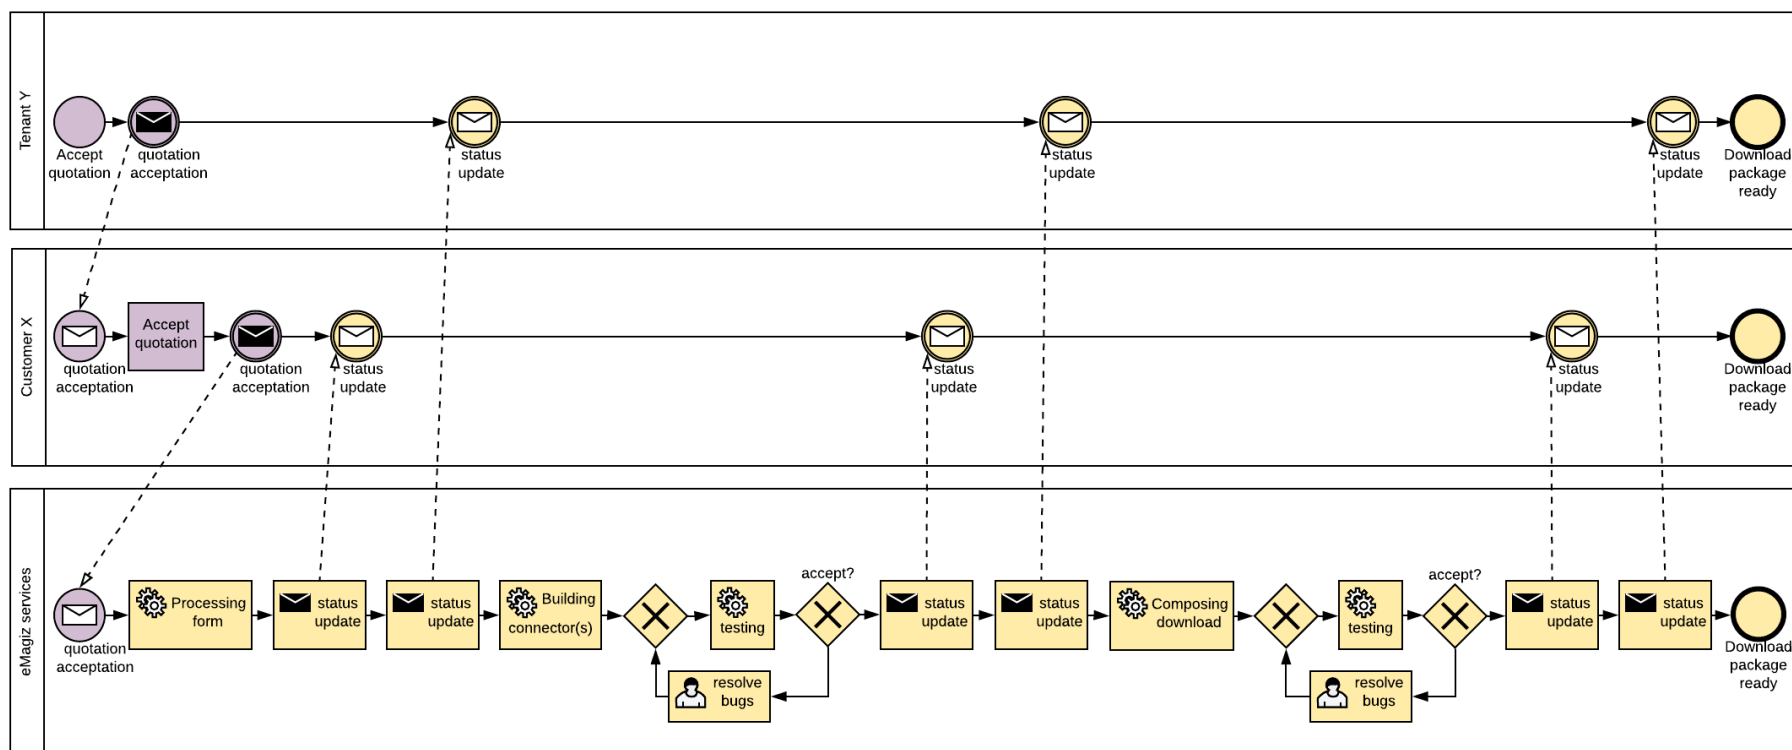 Tenant Y
Accept
quotation
quotation
acceptation
status
update
status
update
status
update
Download
package
ready
Customer X
quotation
acceptation
Accept
quotation
quotation
acceptation
status
update
status
update
status
update
Download
package
ready
eMagiz services
quotation
acceptation
Processing
form
status
update
status
update
Building
connector(s)
testing
accept?
resolve
bugs
status
update
status
update
Composing
download
testing
accept?
resolve
bugs
status
update
status
update
Download
package
ready